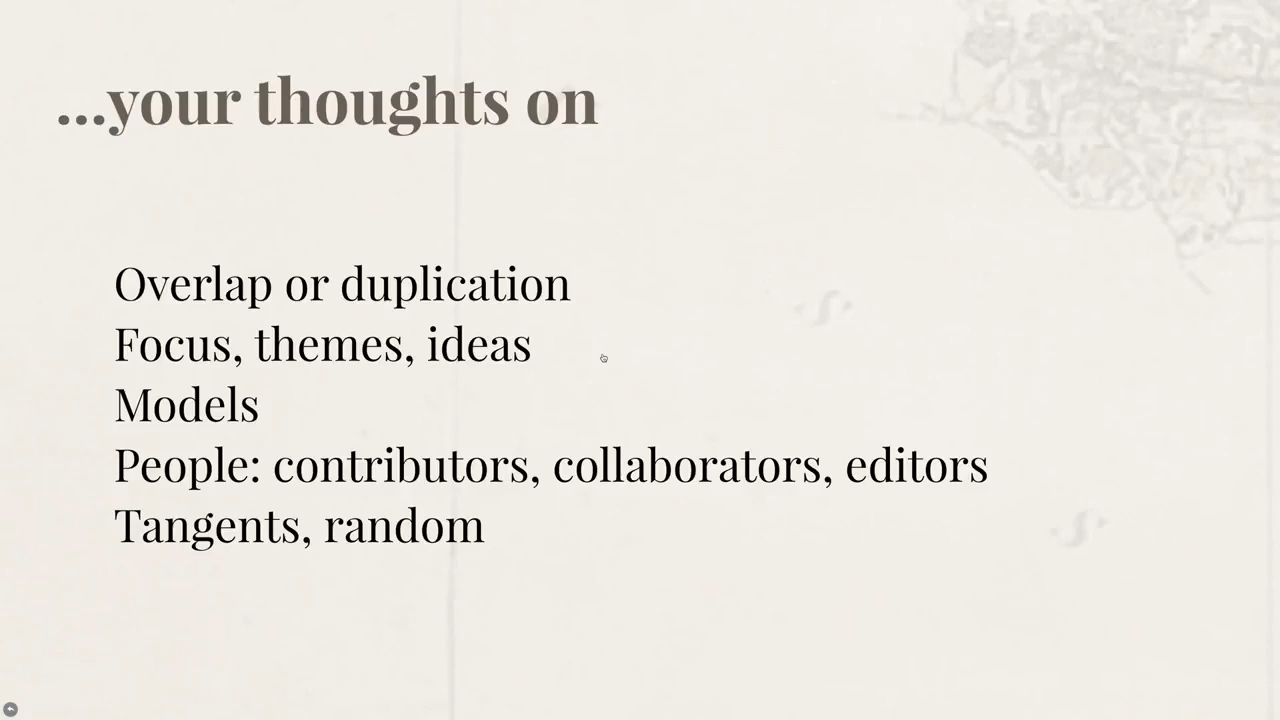 ...your thoughts on
Overlap or duplication
Focus, themes, ideas
Models
People: contributors, collaborators, editors
Tangents, random